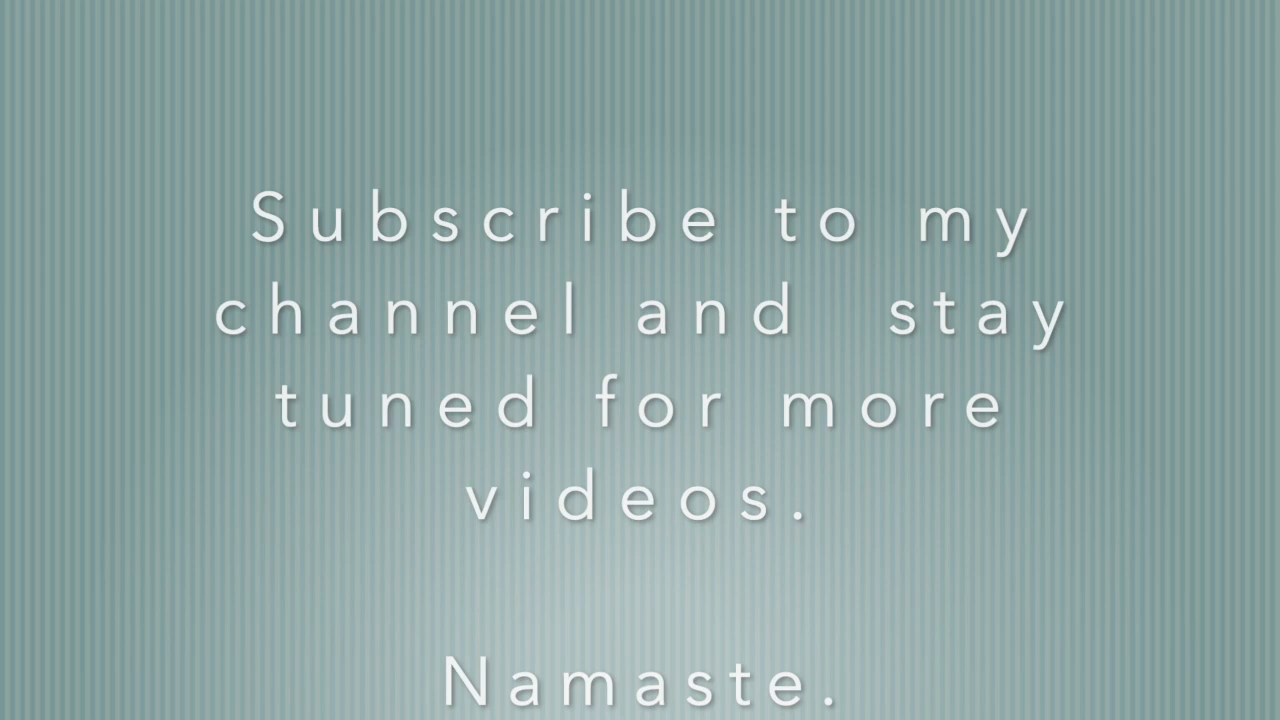 Subscribe to my
channel and stay
tuned for more
videos.
Namaste.